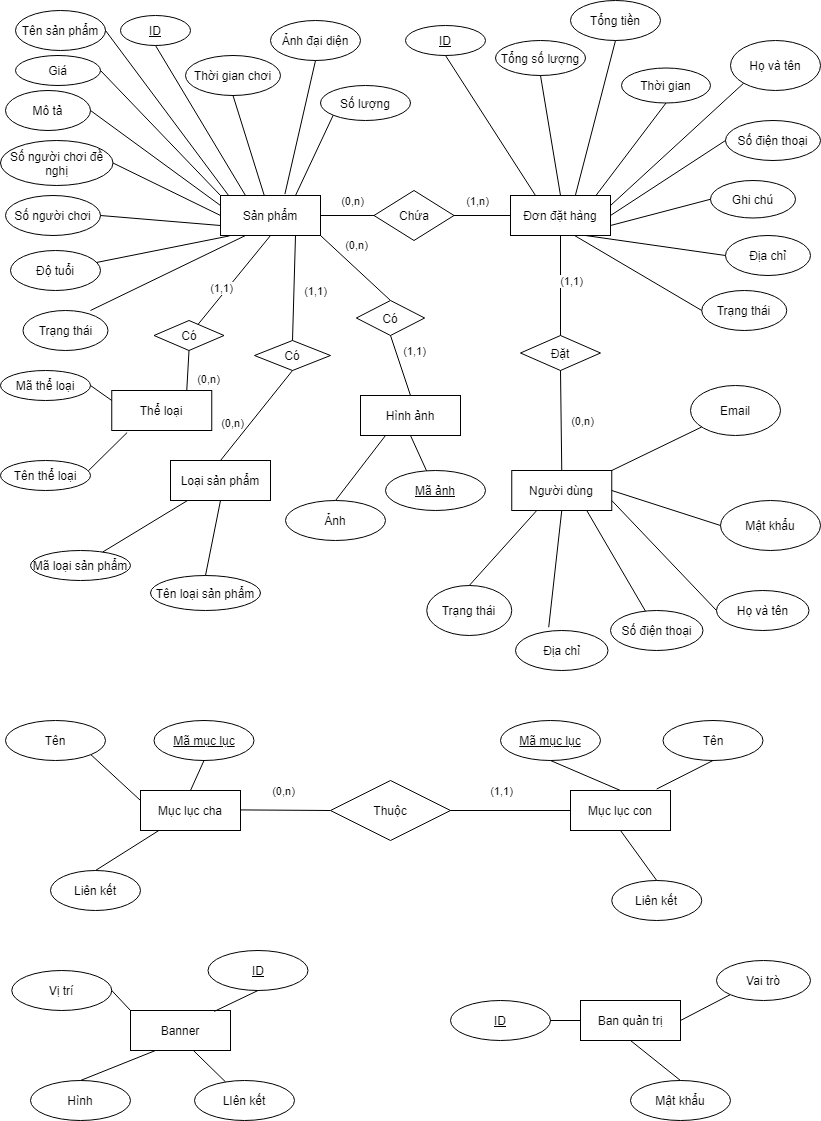 Tên sản phẩm
ID
Ảnh đại diện
ID
Tổng tiền
Giá
Thời gian chơi
Tổng số lượng
Họ và tên
Mô tả
Số lượng
Thời gian
Số người chơi đề
nghị
Số điện thoại
Số người chơi
Sản phẩm
(0,n)
Chứa
(1,n)
Đơn đặt hàng
Ghi chú
Độ tuổi
(0,n)
Địa chỉ
Trạng thái
(1,1)
(1,1)
(1,1)
Trạng thái
Có
Có
Có
Đặt
(1,1)
Mã thể loại
(0,n)
Thể loại
(0,n)
Hình ảnh
(0,n)
Email
Tên thể loại
Loại sản phẩm
Mã ảnh
Người dùng
Ảnh
Mật khẩu
Mã loại sản phẩm
Tên loại sản phẩm
Trạng thái
Địa chỉ
Số điện thoại
Họ và tên
Tên
Mã mục lục
Mã mục lục
Tên
Mục lục cha
(0,n)
Thuộc
(1,1)
Mục lục con
Liên kết
Liên kết
Vị trí
ID
Banner
Hình
LIên kết
Vai trò
ID
Ban quản trị
Mật khẩu